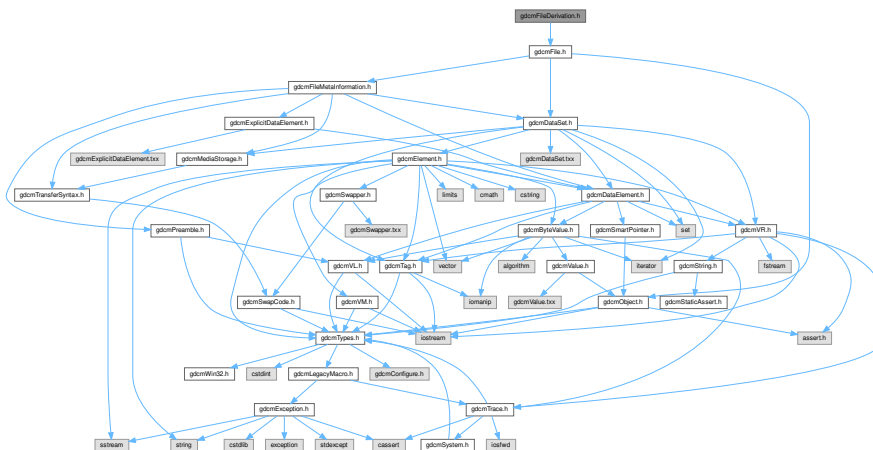 gdcmFileDerivation.h
gdcmFile.h
gdcmFileMetaInformation.h
gdcmExplicitDataElement.h
gdcmDataSet.h
gdcmExplicitDataElement.txx
gdcmMediaStorage.h
gdcmElement.h
gdcmDataSet.txx
gdcmTransferSyntax.h
gdcmSwapper.h
limits
cmath
cstring
gdcmDataElement.h
gdcmPreamble.h
gdcmSwapper.txx
gdcmByteValue.h
gdcmSmartPointer.h
set
gdcmVR.h
gdcmVL.h
gdcmTag.h
vector
algorithm
gdcmValue.h
iterator
gdcmString.h
fstream
gdcmSwapCode.h
gdcmVM.h
iomanip
gdcmValue.txx
gdcmObject.h
gdcmStaticAssert.h
gdcmTypes.h
iostream
assert.h
gdcmWin32.h
cstdint
gdcmLegacyMacro.h
gdcmConfigure.h
gdcmException.h
gdcmTrace.h
sstream
string
cstdlib
exception
stdexcept
cassert
gdcmSystem.h
iosfwd